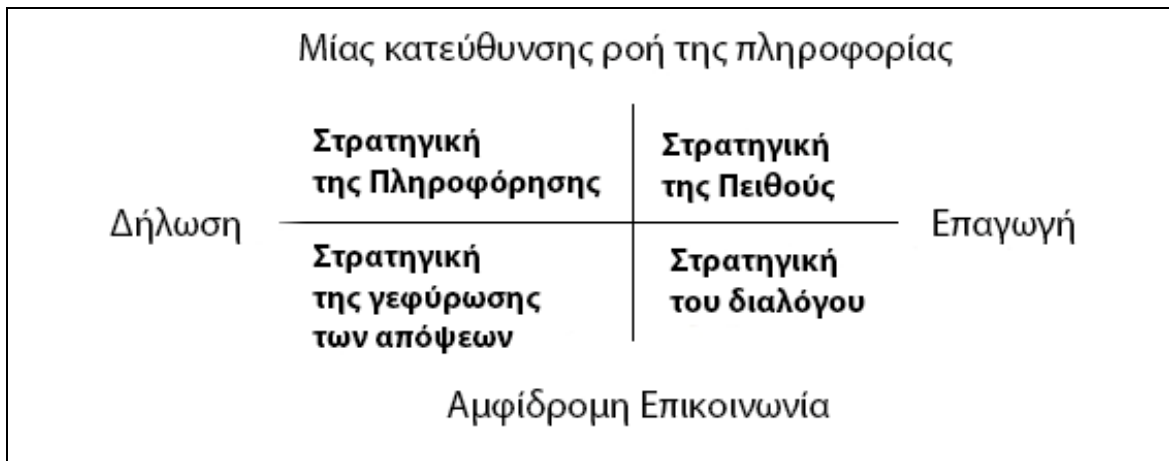 Μίας κατεύθυνσης ροή της πληροφορίας
Στρατηγική
της Πληροφόρησης
Στρατηγική
της Πειθούς
Δήλωση
Επαγωγή
Στρατηγική
της γεφύρωσης
των απόψεων
Στρατηγική
του διαλόγου
Αμφίδρομη Επικοινωνία